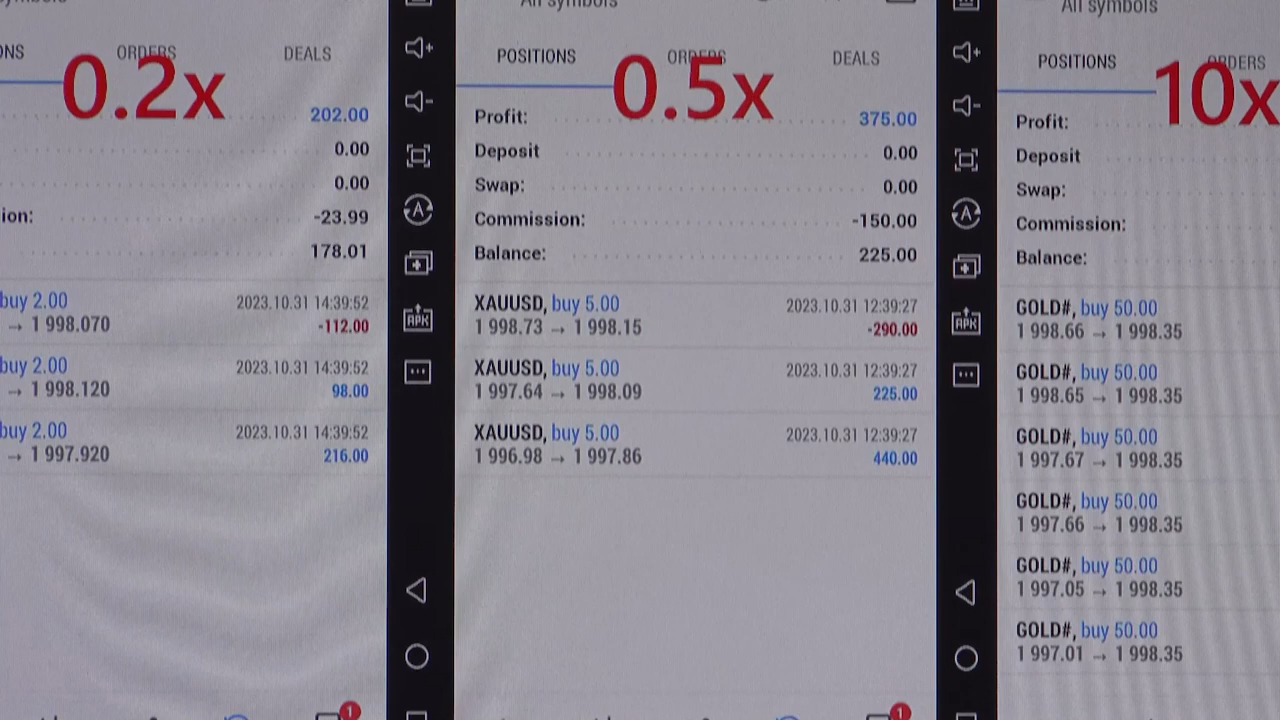 ymbols
ONS ORDERS DEALS
0.2x
202.00
0.00
0.00
ion: -23.99
178.01
buy 2.00 2023.10.31 14:39:52
→ 1 998.070 -112.00
buy 2.00 2023.10.31 14:39:52
→ 1 998.120 98.00
buy 2.00 2023.10.31 14:39:52
→ 1 997.920 216.00
A
APK
All symbols
POSITIONS ORDERS DEALS
0.5x
Profit: 375.00
Deposit 0.00
Swap: 0.00
Commission: -150.00
Balance: 225.00
XAUUSD, buy 5.00 2023.10.31 12:39:27
1 998.73 → 1 998.15 -290.00
XAUUSD, buy 5.00 2023.10.31 12:39:27
1 997.64 → 1 998.09 225.00
XAUUSD, buy 5.00 2023.10.31 12:39:27
1 996.98 → 1 997.86 440.00
1
1
A
APK
All symbols
POSITIONS ORDERS
10x
Profit:
Deposit
Swap:
Commission:
Balance:
GOLD#, buy 50.00
1 998.66 → 1 998.35
GOLD#, buy 50.00
1 998.65 → 1 998.35
GOLD#, buy 50.00
1 997.67 → 1 998.35
GOLD#, buy 50.00
1 997.66 → 1 998.35
GOLD#, buy 50.00
1 997.05 → 1 998.35
GOLD#, buy 50.00
1 997.01 → 1 998.35